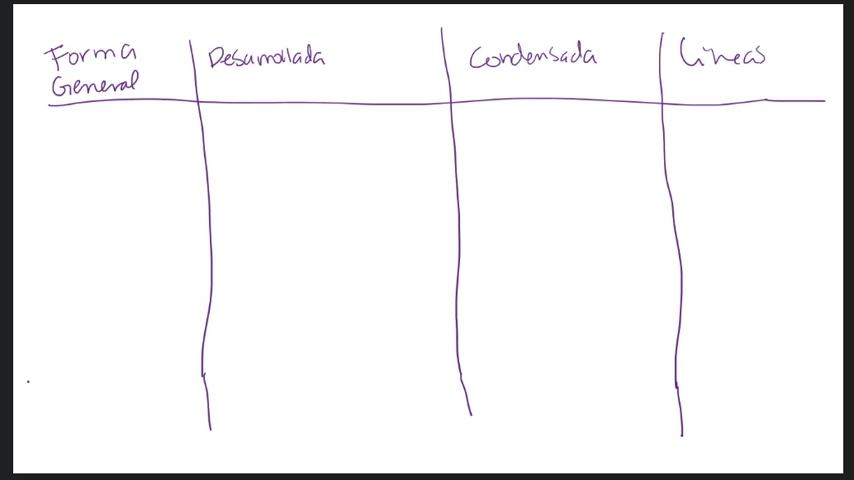 Forma
General
Desarrollada
Condensada
Líneas